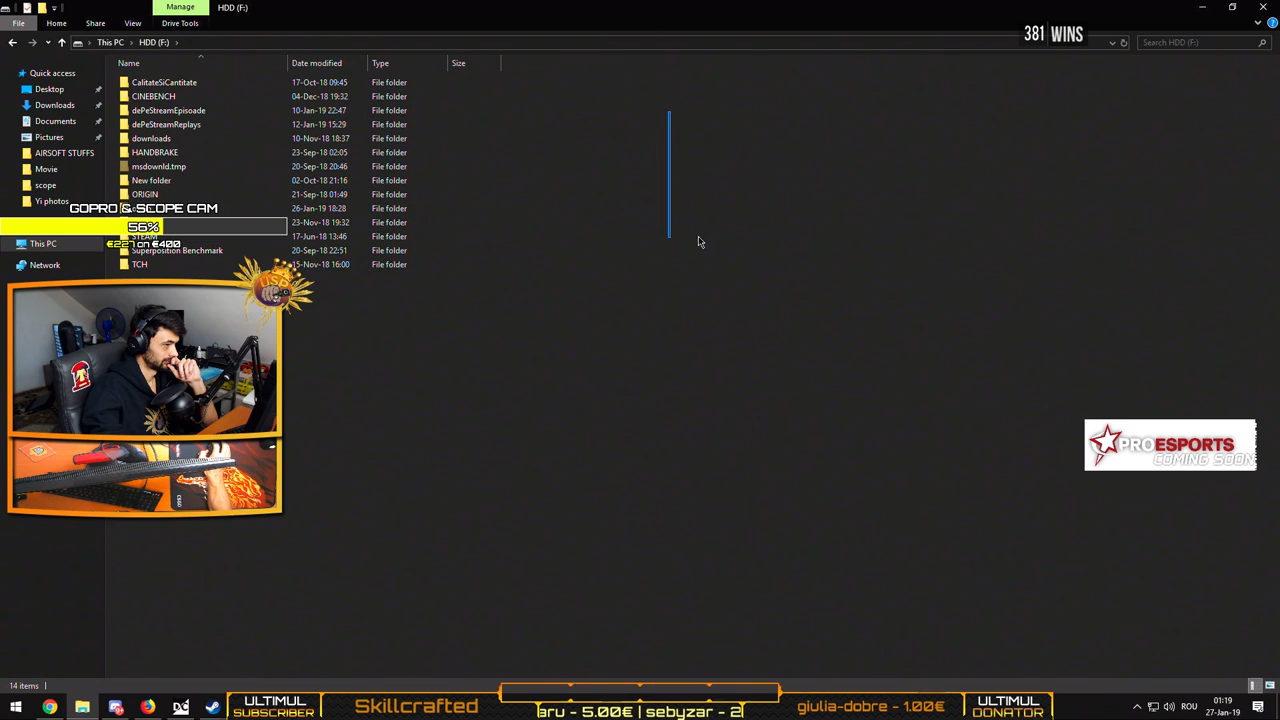 Manage
HDD (F:)
File
Home
Share
View
Drive Tools
381 WINS
This PC
HDD (F:)
Search HDD (F:)
Name
Date modified
Type
Size
Quick access
Desktop
Downloads
Documents
Pictures
AIRSOFT STUFFS
Movie
scope
Yi photos
This PC
Network
CalitateSiCantitate 17-Oct-18 09:45 File folder
CINEBENCH 04-Dec-18 19:32 File folder
dePeStreamEpisoade 10-Jan-19 22:47 File folder
dePeStreamReplays 12-Jan-19 15:29 File folder
downloads 10-Nov-18 18:37 File folder
HANDBRAKE 23-Sep-18 02:05 File folder
msdownld.tmp 20-Sep-18 20:46 File folder
New folder 02-Oct-18 21:16 File folder
ORIGIN 21-Sep-18 01:49 File folder
26-Jan-19 18:28 File folder
23-Nov-18 19:32 File folder
STEAM 17-Jun-18 13:46 File folder
Superposition Benchmark 20-Sep-18 22:51 File folder
TCH 15-Nov-18 16:00 File folder
GOPRO & SCOPE CAM
56%
€227 on €400
USP
PROESPORTS
COMING SOON
14 items
ULTIMUL
SUBSCRIBER
Skillcrafted
aru - 5.00€ | sebyzar - 2
giulia-dobre - 1.00€
ULTIMUL
DONATOR
ROU
01:19
27-Jan-19